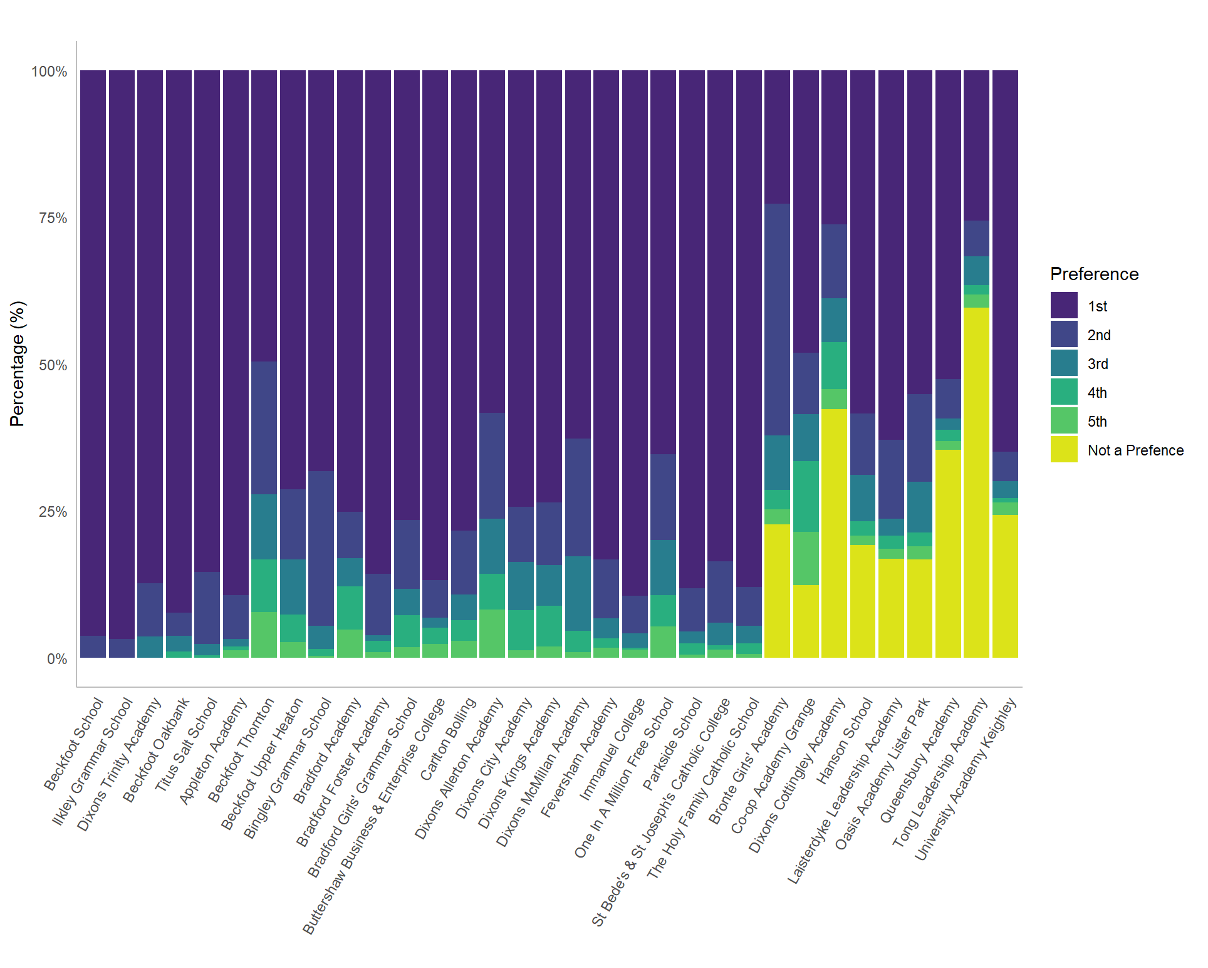 100%
75%
50%
25%
0%
Percentage (%)
Beckfoot School
Ilkley Grammar School
Dixons Trinity Academy
Beckfoot Oakbank
Titus Salt School
Appleton Academy
Beckfoot Thornton
Beckfoot Upper Heaton
Bingley Grammar School
Bradford Academy
Bradford Forster Academy
Bradford Girls' Grammar School
Buttershaw Business & Enterprise College
Carlton Bolling
Dixons Allerton Academy
Dixons City Academy
Dixons Kings Academy
Dixons McMillan Academy
Feversham Academy
Immanuel College
One In A Million Free School
Parkside School
St Bede's & St Joseph's Catholic College
The Holy Family Catholic School
Bronte Girls' Academy
Co-op Academy Grange
Dixons Cottingley Academy
Hanson School
Laisterdyke Leadership Academy
Oasis Academy Lister Park
Queensbury Academy
Tong Leadership Academy
University Academy Keighley
Preference
1st
2nd
3rd
4th
5th
Not a Prefence